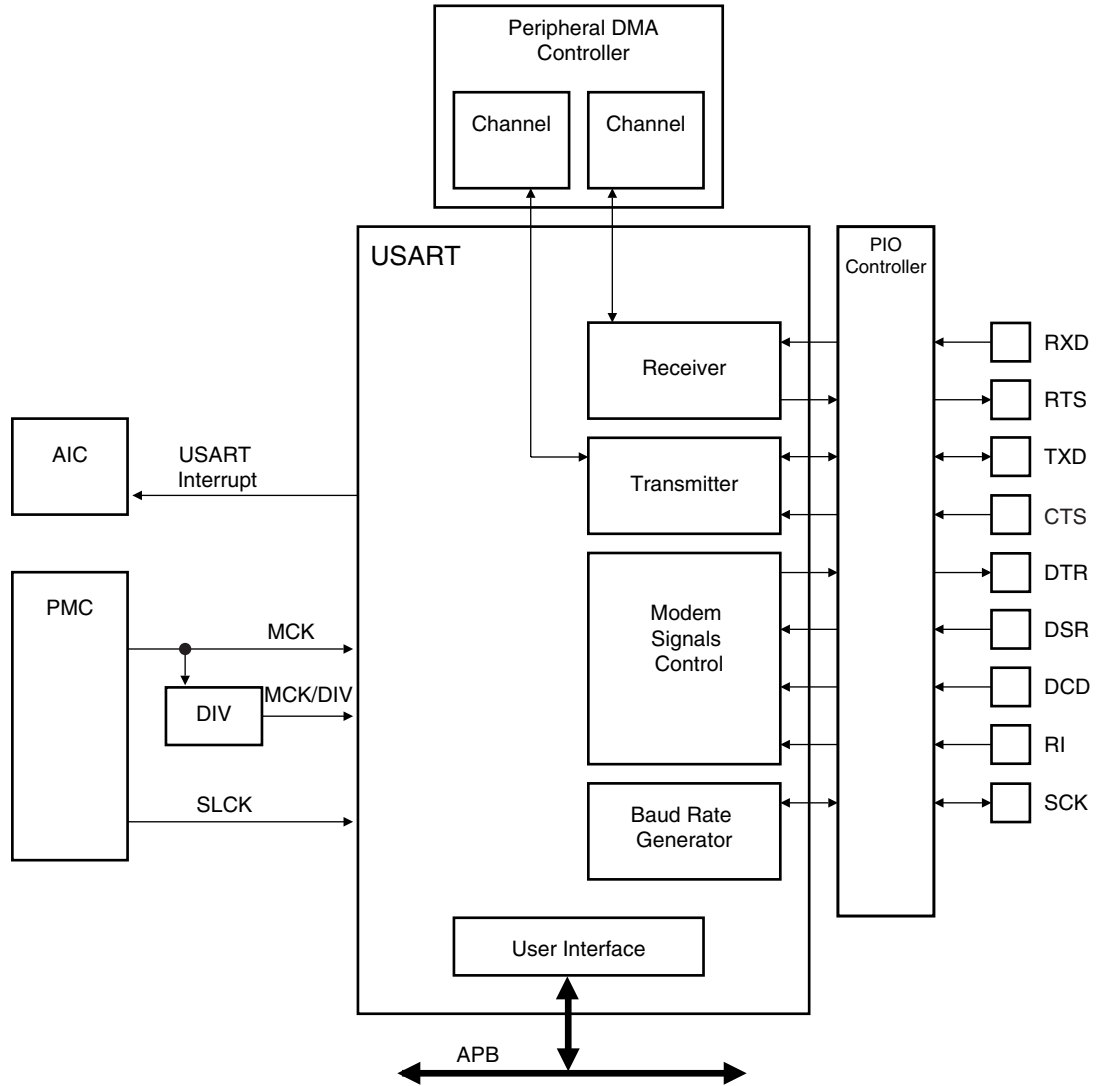 Peripheral DMA
Controller
Channel
Channel
USART
PIO
Controller
Receiver
RXD
RTS
AIC
USART
Interrupt
Transmitter
TXD
CTS
PMC
MCK
DIV
MCK/DIV
SLCK
Modem
Signals
Control
DTR
DSR
DCD
RI
Baud Rate
Generator
SCK
User Interface
APB